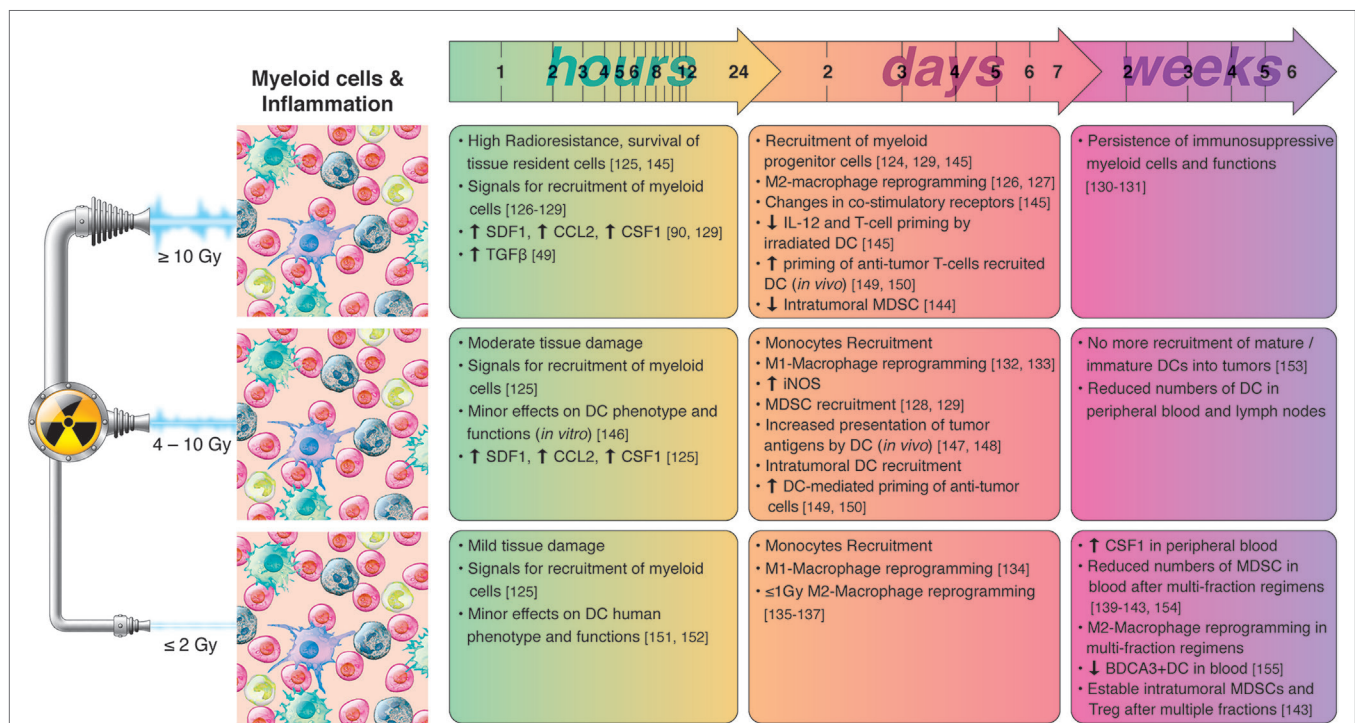 Myeloid cells &
Inflammation
hours
1 2 3 4 5 6 8 12 24
days
2 3 4 5 6 7
weeks
2 3 4 5 6
≥ 10 Gy
• High Radioresistance, survival of
tissue resident cells [125, 145]
• Signals for recruitment of myeloid
cells [126-129]
• ↑ SDF1, ↑ CCL2, ↑ CSF1 [90, 129]
• ↑ TGFβ [49]
• Recruitment of myeloid
progenitor cells [124, 129, 145]
• M2-macrophage reprogramming [126, 127]
• Changes in co-stimulatory receptors [145]
• ↓ IL-12 and T-cell priming by
irradiated DC [145]
• ↑ priming of anti-tumor T-cells recruited
DC (in vivo) [149, 150]
• ↓ Intratumoral MDSC [144]
• Persistence of immunosuppressive
myeloid cells and functions
[130-131]
4 – 10 Gy
• Moderate tissue damage
• Signals for recruitment of myeloid
cells [125]
• Minor effects on DC phenotype and
functions (in vitro) [146]
• ↑ SDF1, ↑ CCL2, ↑ CSF1 [125]
• Monocytes Recruitment
• M1-Macrophage reprogramming [132, 133]
• ↑ iNOS
• MDSC recruitment [128, 129]
• Increased presentation of tumor
antigens by DC (in vivo) [147, 148]
• Intratumoral DC recruitment
• ↑ DC-mediated priming of anti-tumor
cells [149, 150]
• No more recruitment of mature /
immature DCs into tumors [153]
• Reduced numbers of DC in
peripheral blood and lymph nodes
≤ 2 Gy
• Mild tissue damage
• Signals for recruitment of myeloid
cells [125]
• Minor effects on DC human
phenotype and functions [151, 152]
• Monocytes Recruitment
• M1-Macrophage reprogramming [134]
• ≤1Gy M2-Macrophage reprogramming
[135-137]
• ↑ CSF1 in peripheral blood
• Reduced numbers of MDSC in
blood after multi-fraction regimens
[139-143, 154]
• M2-Macrophage reprogramming in
multi-fraction regimens
• ↓ BDCA3+DC in blood [155]
• Estable intratumoral MDSCs and
Treg after multiple fractions [143]